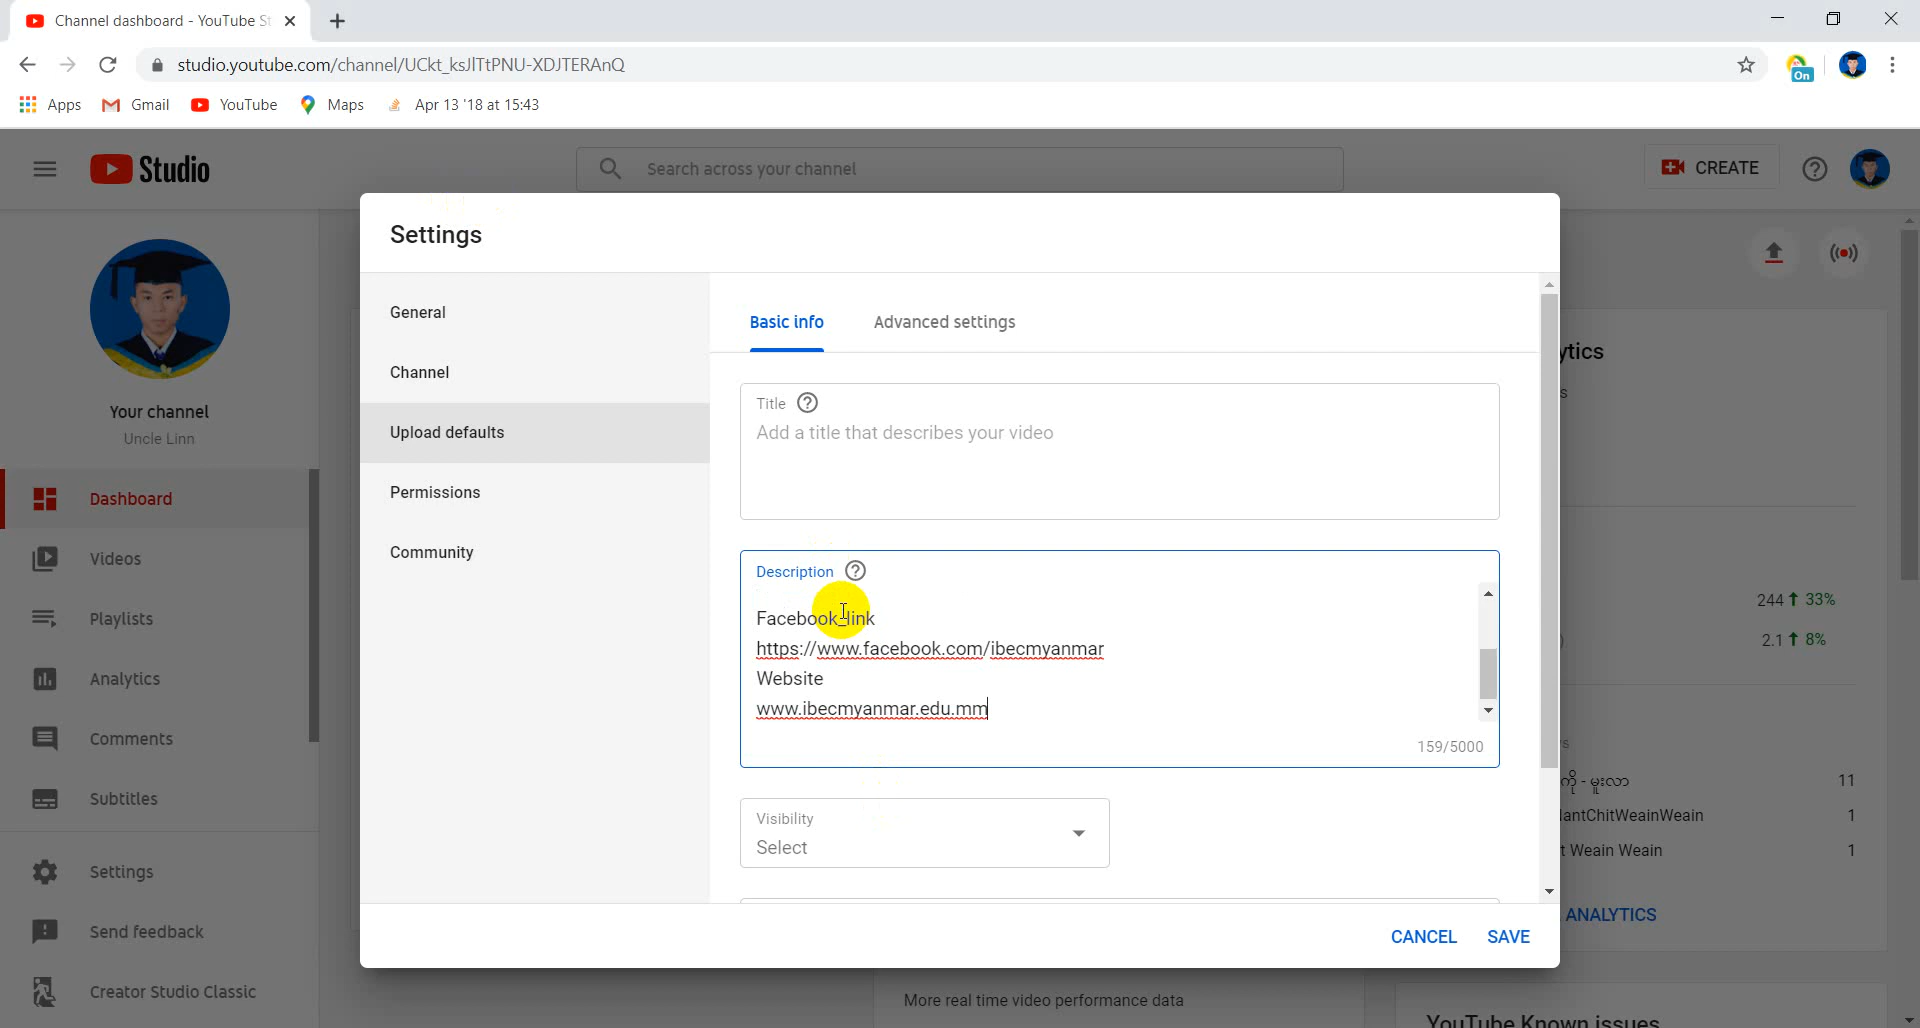 Channel dashboard - YouTube St
studio.youtube.com/channel/UCkt_ksJlTtPNU-XDJTERAnQ
On
Apps Gmail YouTube Maps Apr 13 '18 at 15:43
Studio
Search across your channel
CREATE
Your channel
Uncle Linn
Dashboard
Videos
Playlists
Analytics
Comments
Subtitles
Settings
Send feedback
Creator Studio Classic
Settings
General
Channel
Upload defaults
Permissions
Community
Basic info Advanced settings
Title
Add a title that describes your video
Description
Facebook_link
https://www.facebook.com/ibecmyanmar
Website
www.ibecmyanmar.edu.mm
159/5000
Visibility
Select
CANCEL SAVE
ytics
s
244 33%
2.1 8%
s
ကို - မူးလာ 11
lantChitWeainWeain 1
t Weain Weain 1
ANALYTICS
More real time video performance data
YouTube Known issues